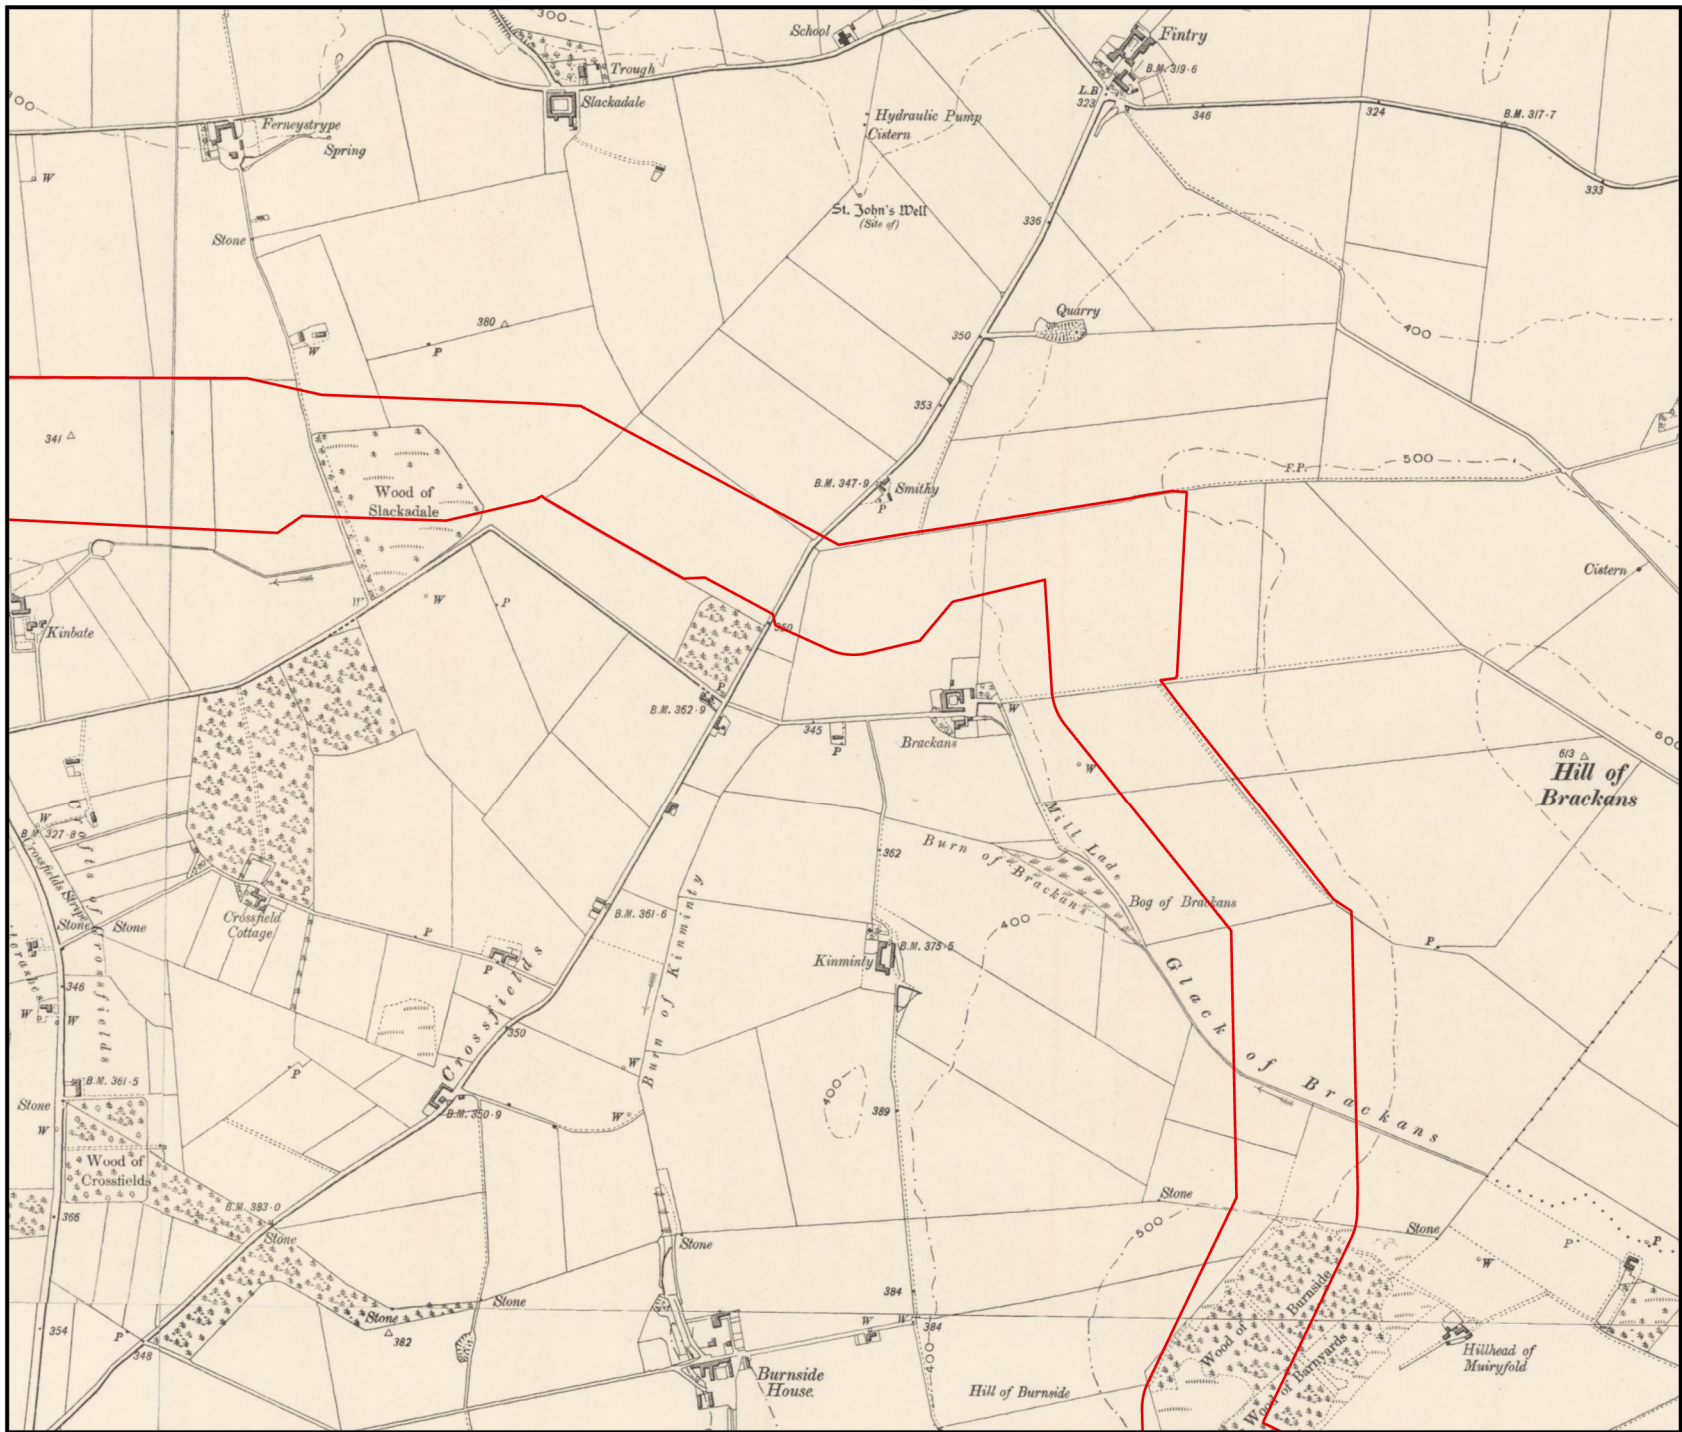 300
School
Fintry
Trough
B.M. 319·6
Slackadale
L.B
323
346
324
B.M. 317·7
Hydraulic Pump
Cistern
Ferneystrype
Spring
W
333
St. John's Well
(Site of)
336
Stone
Quarry
380
W
P
350
400
353
341
500
F.P.
B.M. 347·9
Smithy
P
Wood of
Slackadale
Cistern
W
P
Kinbate
350
P
W
B.M. 362·9
345
P
Brackans
W
600
613
Hill of
Brackans
Mill Lade
W
B.M. 327·8
Crofts of Crossfields
Crossfields Stripe
362
Burn of Brackans
Bog of Brackans
P
B.M. 361·6
400
Crossfield
Cottage
Stone
Stone
P
P
B.M. 375·5
Kinminty
P
Glack of Brackans
346
W
W
Crossfields
350
Burn of Kinminty
W
P
400
B.M. 361·5
Stone
W
B.M. 350·9
W
389
Wood of
Crossfields
Stone
B.M. 383·0
366
Stone
Stone
500
Stone
P
P
W
384
Stone
Stone
382
354
P
348
W
W
384
Wood of Burnside
Wood of Barnyards
Hillhead of
Muiryfold
Burnside
House
400
Hill of Burnside